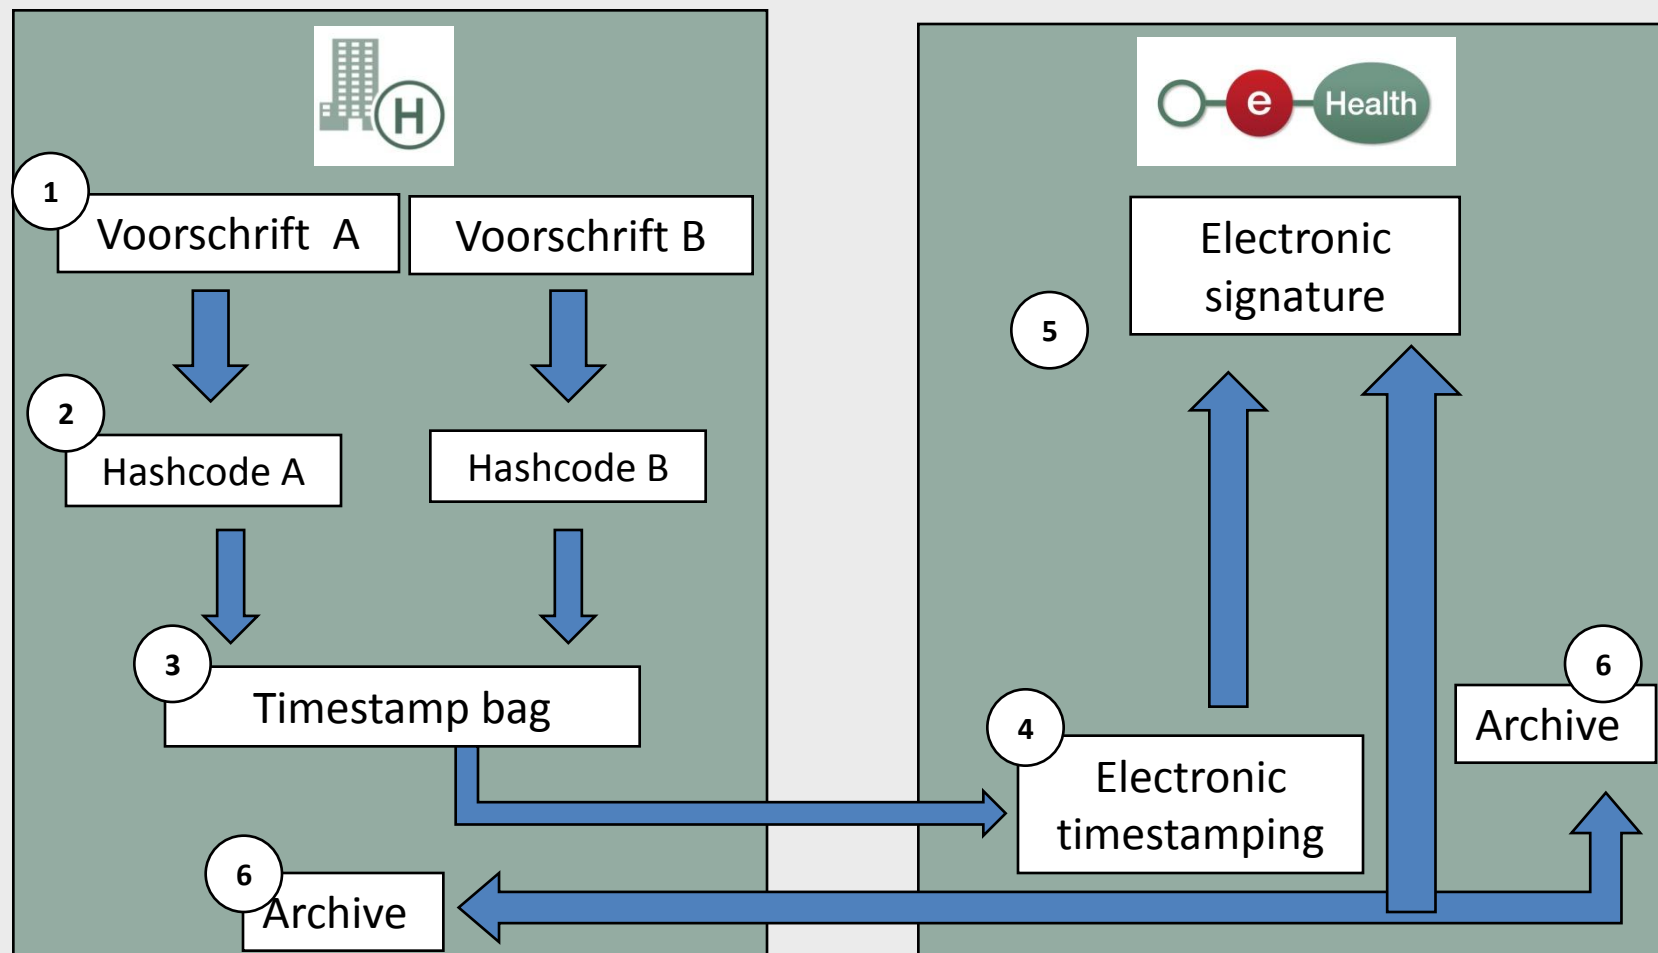 H
e Health
1
Voorschrift A
Voorschrift B
Electronic
signature
5
2
Hashcode A
Hashcode B
3
Timestamp bag
4
Electronic
timestamping
6
Archive
6
Archive